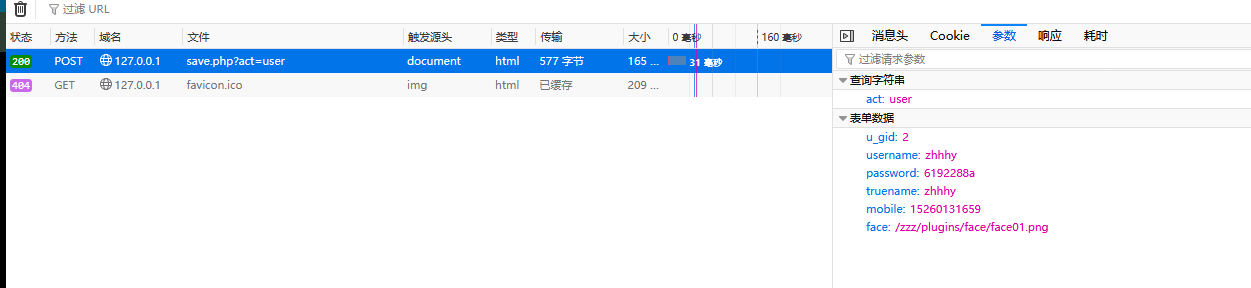 过滤 URL
状态 方法 域名 文件 触发源头 类型 传输 大小 0 毫秒 160 毫秒
200 POST 127.0.0.1 save.php?act=user document html 577 字节 165 ... 31 毫秒
404 GET 127.0.0.1 favicon.ico img html 已缓存 209 ...
消息头 Cookie 参数 响应 耗时
过滤请求参数
查询字符串
act: user
表单数据
u_gid: 2
username: zhhhy
password: 6192288a
truename: zhhhy
mobile: 15260131659
face: /zzz/plugins/face/face01.png